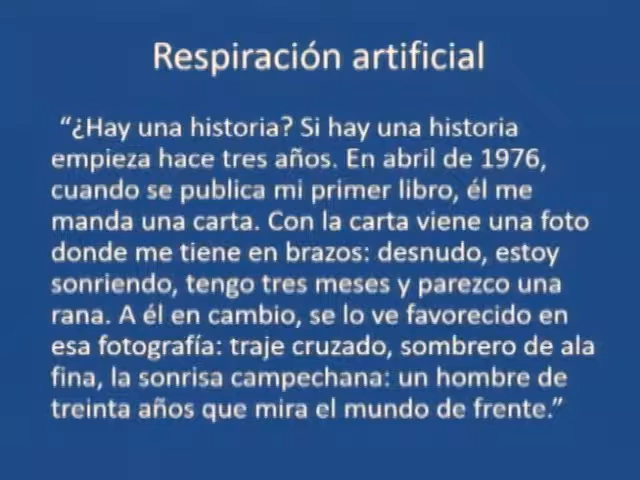 Respiración artificial
“¿Hay una historia? Si hay una historia
empieza hace tres años. En abril de 1976,
cuando se publica mi primer libro, él me
manda una carta. Con la carta viene una foto
donde me tiene en brazos: desnudo, estoy
sonriendo, tengo tres meses y parezco una
rana. A él en cambio, se lo ve favorecido en
esa fotografía: traje cruzado, sombrero de ala
fina, la sonrisa campechana: un hombre de
treinta años que mira el mundo de frente.”